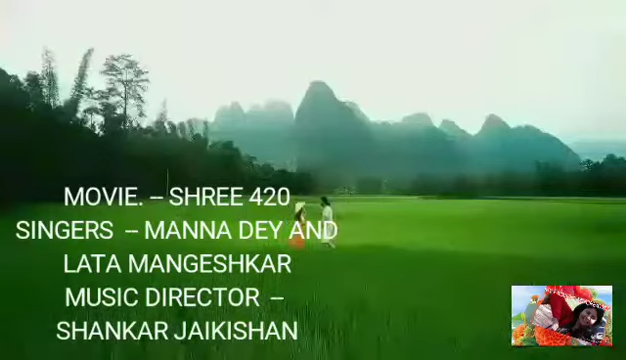 MOVIE. – SHREE 420
SINGERS – MANNA DEY AND
LATA MANGESHKAR
MUSIC DIRECTOR –
SHANKAR JAIKISHAN